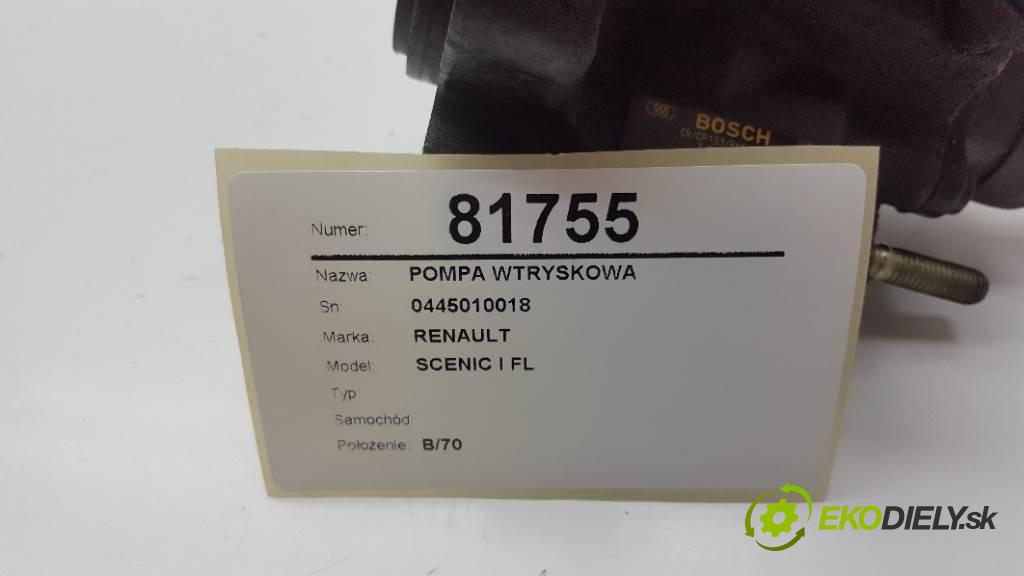 BOSCH
Numer: 81755
Nazwa: POMPA WTRYSKOWA
Sn: 0445010018
Marka: RENAULT
Model: SCENIC I FL
Typ:
Samochód:
Położenie: B/70
EKODIELY.sk